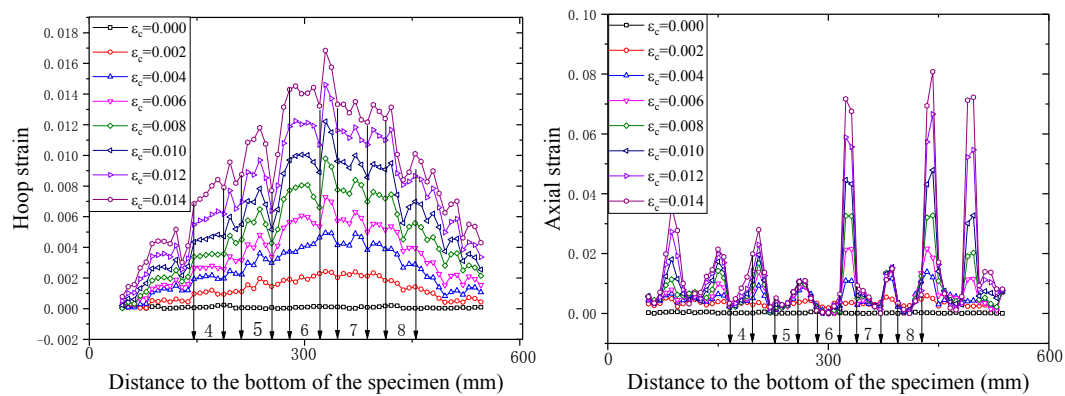 0.018
0.016
0.014
0.012
0.010
0.008
0.006
0.004
0.002
0.000
-0.002
Hoop strain
εc=0.000
εc=0.002
εc=0.004
εc=0.006
εc=0.008
εc=0.010
εc=0.012
εc=0.014
4 5 6 7 8
0 300 600
Distance to the bottom of the specimen (mm)
0.10
0.08
0.06
0.04
0.02
0.00
Axial strain
εc=0.000
εc=0.002
εc=0.004
εc=0.006
εc=0.008
εc=0.010
εc=0.012
εc=0.014
4 5 6 7 8
0 300 600
Distance to the bottom of the specimen (mm)